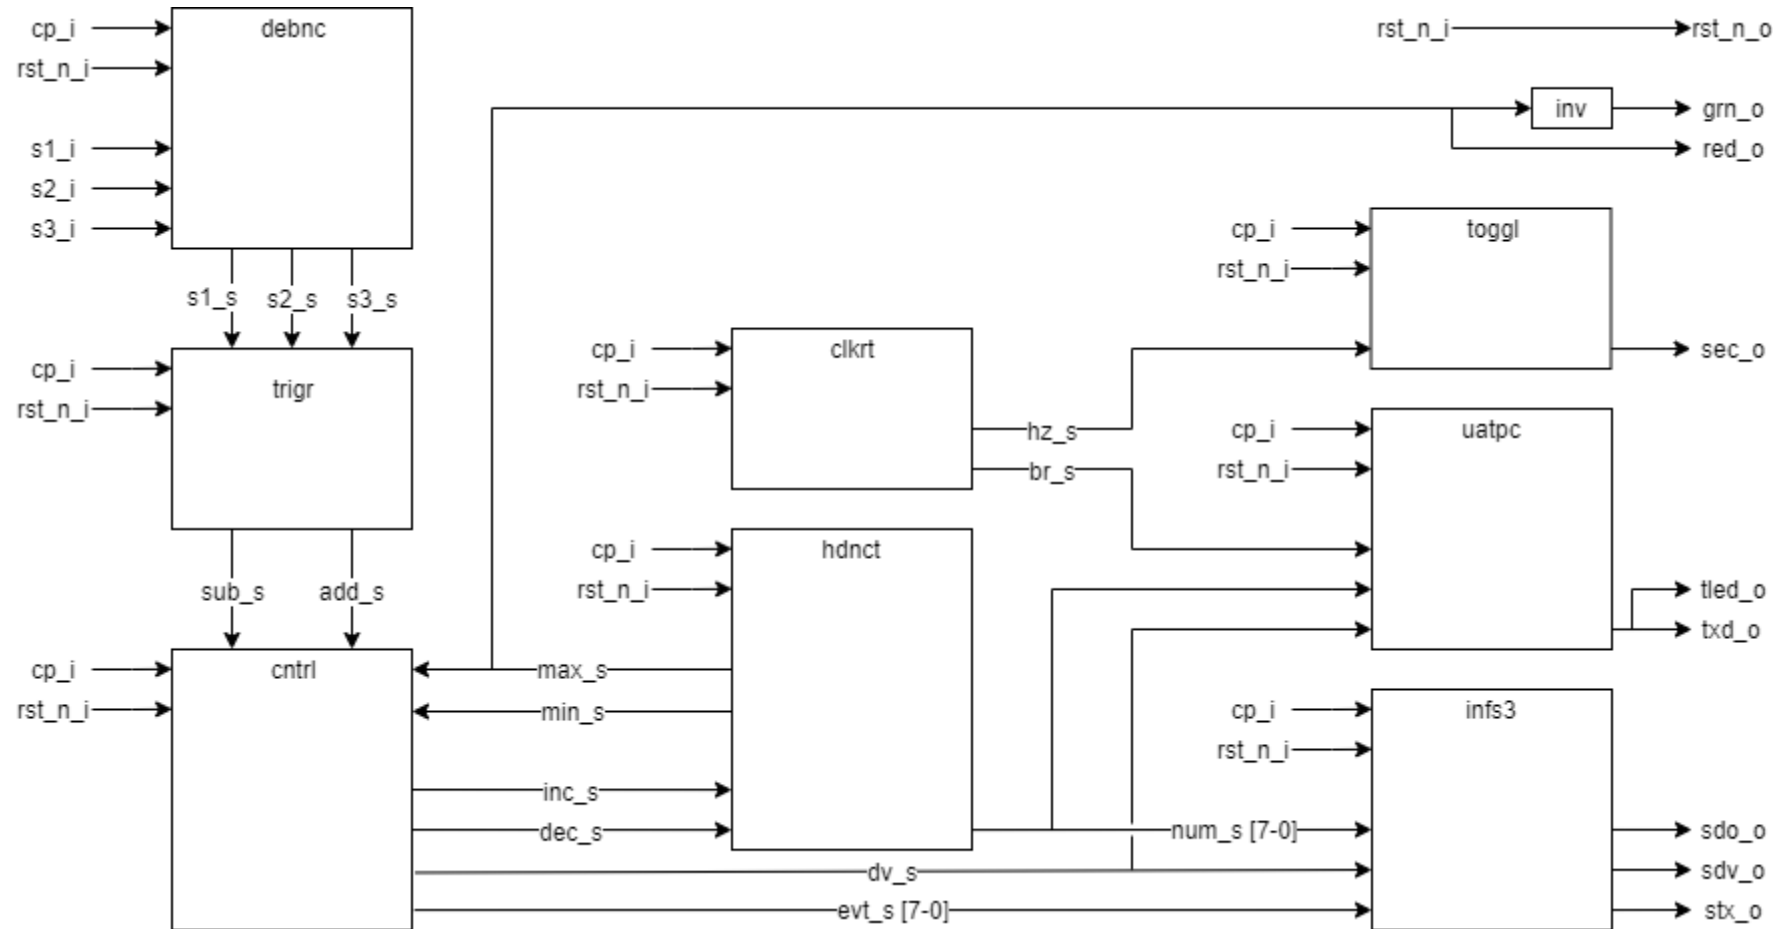 cp_i debnc rst_n_i rst_n_o
rst_n_i
inv grn_o
s1_i red_o
s2_i
s3_i cp_i toggl
rst_n_i
s1_s s2_s s3_s
cp_i clkrt sec_o
cp_i
trigr rst_n_i
rst_n_i
hz_s cp_i uatpc
br_s rst_n_i
cp_i hdnct
sub_s add_s rst_n_i tled_o
txd_o
cp_i cntrl max_s
rst_n_i min_s cp_i infs3
rst_n_i
inc_s
dec_s num_s [7-0] sdo_o
dv_s sdv_o
evt_s [7-0] stx_o